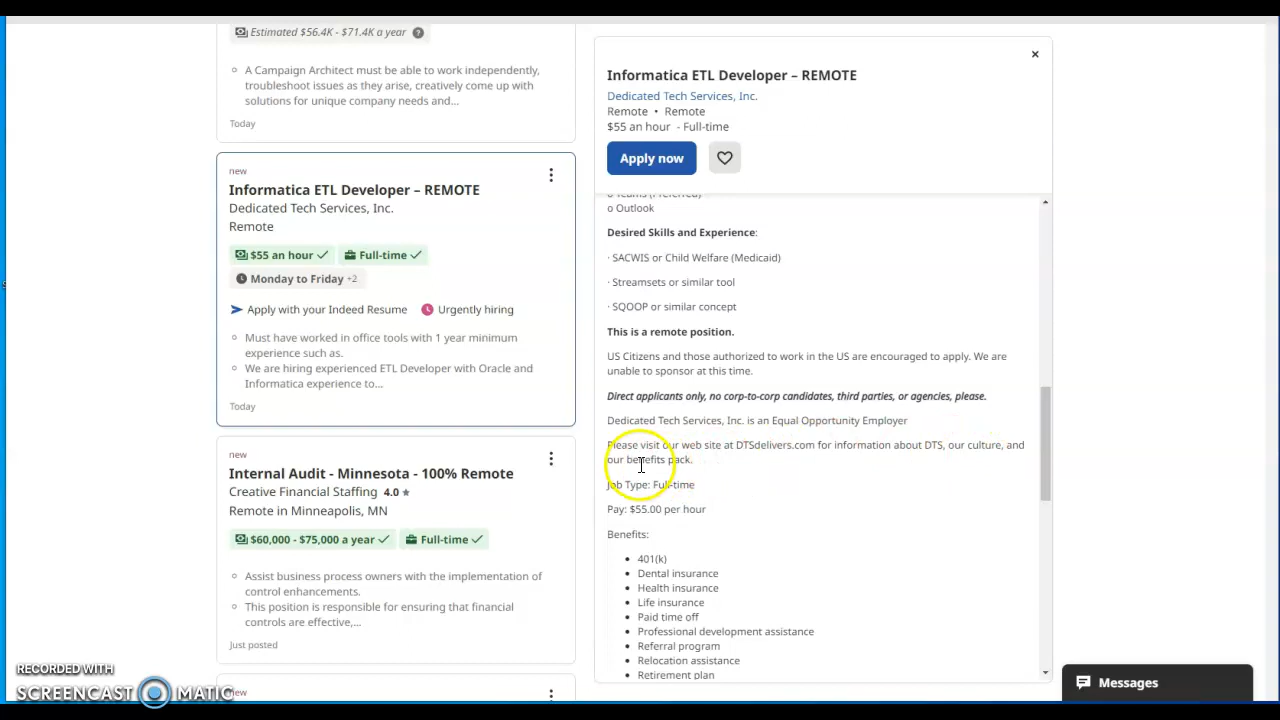 Estimated $56.4K - $71.4K a year ?
A Campaign Architect must be able to work independently,
troubleshoot issues as they arise, creatively come up with
solutions for unique company needs and...
Today
new
Informatica ETL Developer – REMOTE
Dedicated Tech Services, Inc.
Remote
$55 an hour
Full-time
Monday to Friday +2
Apply with your Indeed Resume
Urgently hiring
Must have worked in office tools with 1 year minimum
experience such as.
We are hiring experienced ETL Developer with Oracle and
Informatica experience to...
Today
new
Internal Audit - Minnesota - 100% Remote
Creative Financial Staffing 4.0
Remote in Minneapolis, MN
$60,000 - $75,000 a year
Full-time
Assist business process owners with the implementation of
control enhancements.
This position is responsible for ensuring that financial
controls are effective,...
Just posted
new
Informatica ETL Developer – REMOTE
Dedicated Tech Services, Inc.
Remote • Remote
$55 an hour - Full-time
Apply now
o Teams (Preferred)
o Outlook
Desired Skills and Experience:
· SACWIS or Child Welfare (Medicaid)
· Streamsets or similar tool
· SQOOP or similar concept
This is a remote position.
US Citizens and those authorized to work in the US are encouraged to apply. We are
unable to sponsor at this time.
Direct applicants only, no corp-to-corp candidates, third parties, or agencies, please.
Dedicated Tech Services, Inc. is an Equal Opportunity Employer
Please visit our web site at DTSdelivers.com for information about DTS, our culture, and
our benefits pack.
Job Type: Full-time
Pay: $55.00 per hour
Benefits:
401(k)
Dental insurance
Health insurance
Life insurance
Paid time off
Professional development assistance
Referral program
Relocation assistance
Retirement plan
Messages
RECORDED WITH
SCREENCAST MATIC